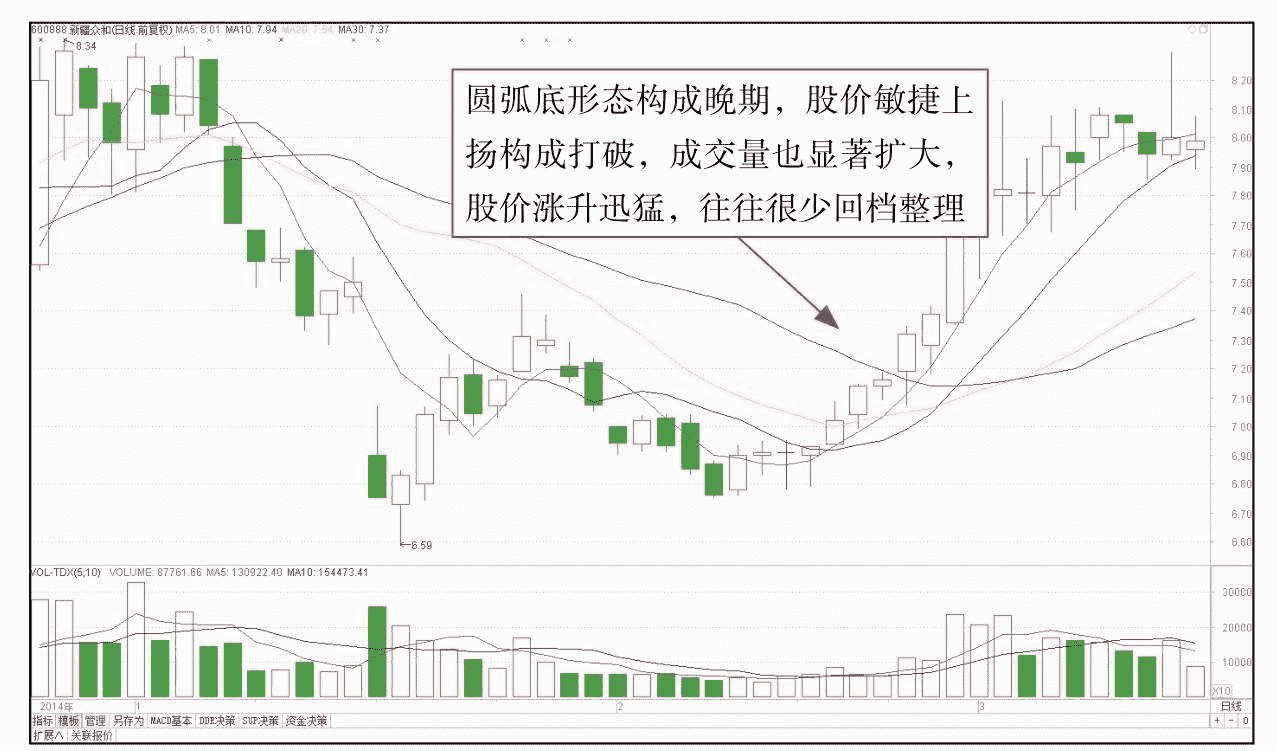 600888 新疆众和(日线.前复权) MA5: 8.01 MA10: 7.94 MA20: 7.54 MA30: 7.37
8.34
圆弧底形态构成晚期，股价敏捷上
扬构成打破，成交量也显著扩大，
股价涨升迅猛，往往很少回档整理
8.20
8.10
8.00
7.90
7.80
7.70
7.60
7.50
7.40
7.30
7.20
7.10
7.00
6.90
6.80
6.70
6.60
6.59
VOL-TDX(5,10) VOLUME: 87761.66 MA5: 130922.40 MA10: 154473.41
30000
20000
10000
X10
2014年 1 2 3 日线
指标 模板 管理 另存为 MACD基本 DDE决策 SUP决策 资金决策 + - 0
扩展∧ 关联报价